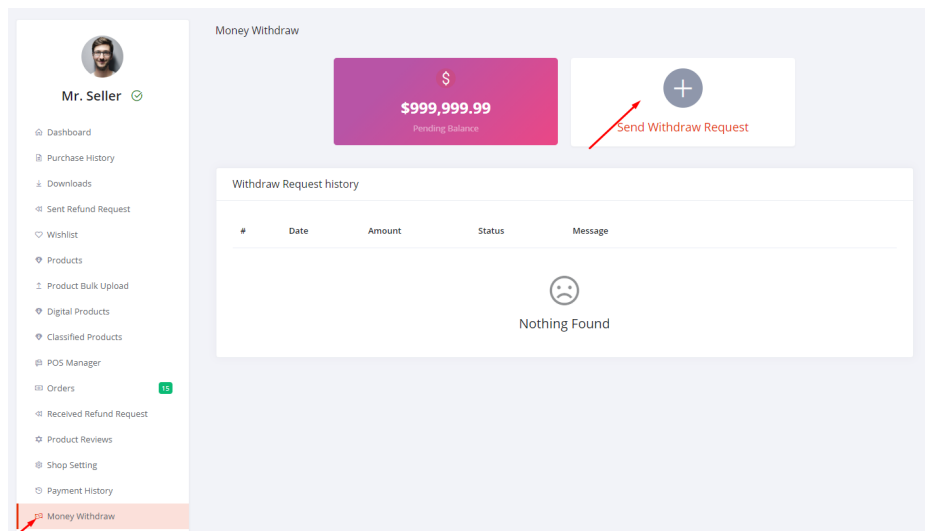 Money Withdraw
Mr. Seller
Dashboard
Purchase History
Downloads
Sent Refund Request
Wishlist
Products
Product Bulk Upload
Digital Products
Classified Products
POS Manager
Orders 15
Received Refund Request
Product Reviews
Shop Setting
Payment History
Money Withdraw
$
$999,999.99
Pending Balance
Send Withdraw Request
Withdraw Request history
# Date Amount Status Message
Nothing Found